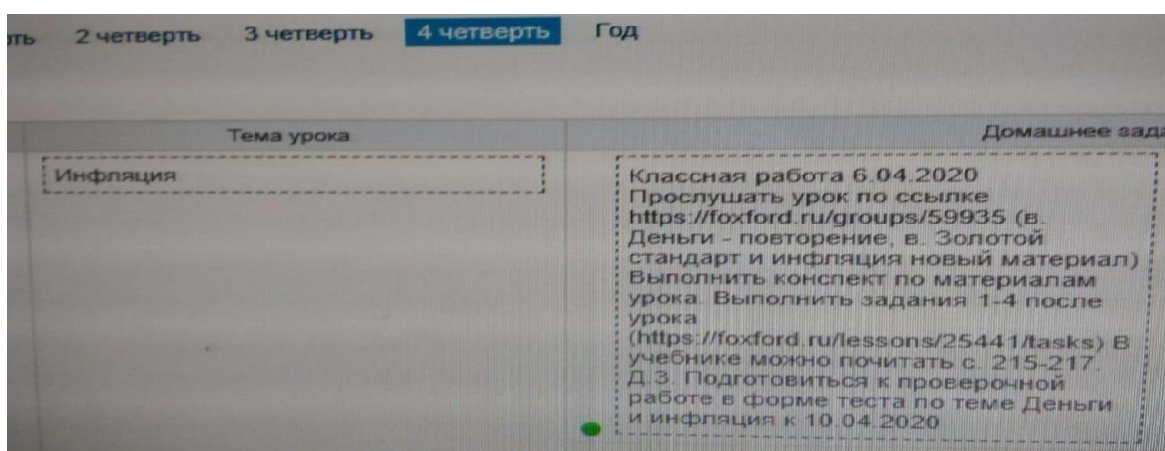 ть 2 четверть 3 четверть 4 четверть Год
Тема урока Домашнее зада
Инфляция
Классная работа 6.04.2020
Прослушать урок по ссылке
https://foxford.ru/groups/59935 (в.
Деньги - повторение, в. Золотой
стандарт и инфляция новый материал)
Выполнить конспект по материалам
урока. Выполнить задания 1-4 после
урока
(https://foxford.ru/lessons/25441/tasks) В
учебнике можно почитать с. 215-217.
Д.З. Подготовиться к проверочной
работе в форме теста по теме Деньги
и инфляция к 10.04.2020